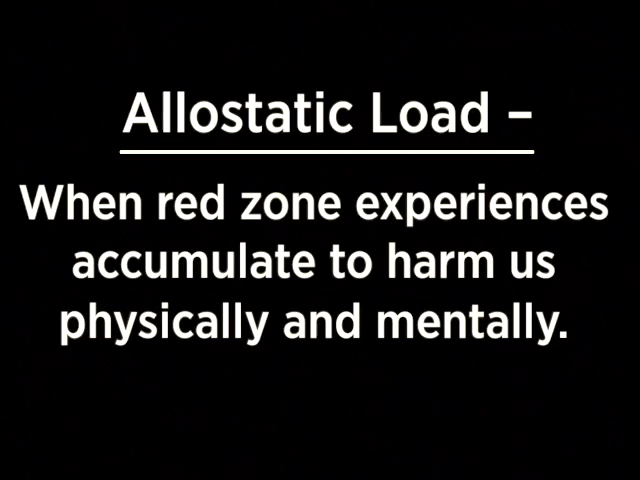 Allostatic Load –
When red zone experiences
accumulate to harm us
physically and mentally.